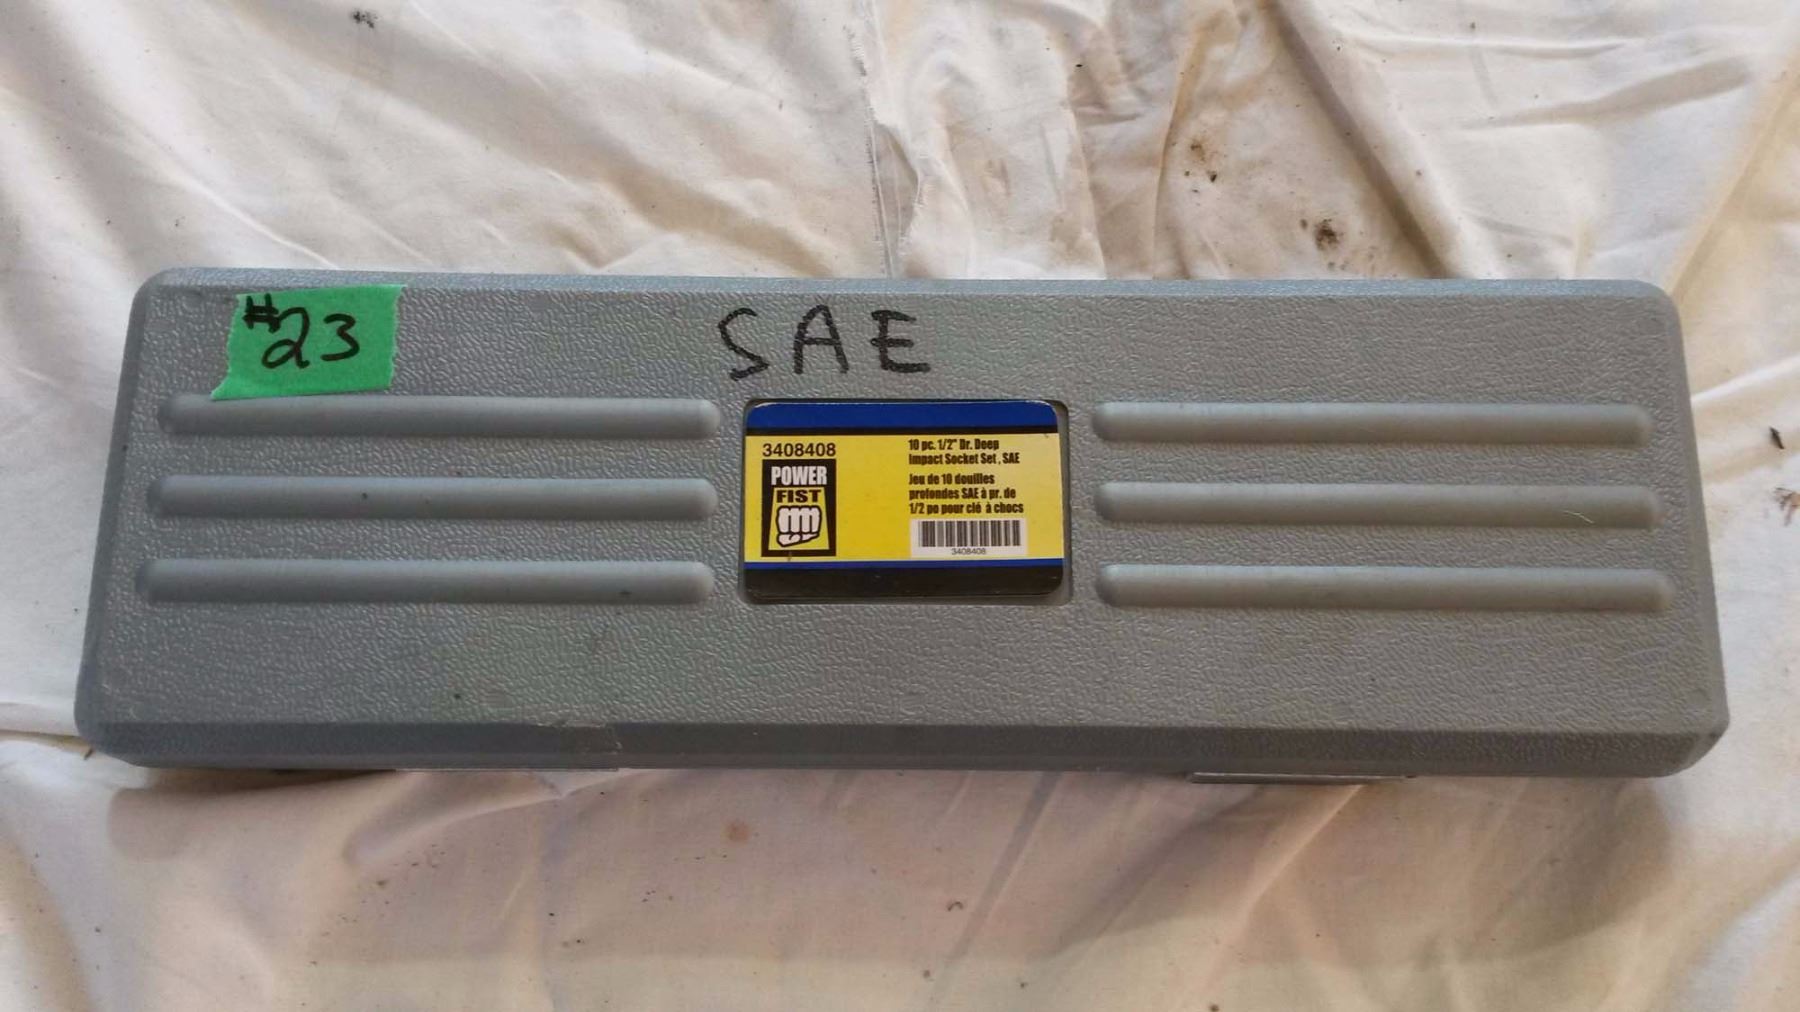 #23
SAE
3408408
POWER
FIST
10 pc. 1/2" Dr. Deep
Impact Socket Set , SAE
Jeu de 10 douilles
profondes SAE à pr. de
1/2 po pour clé à chocs
3408408